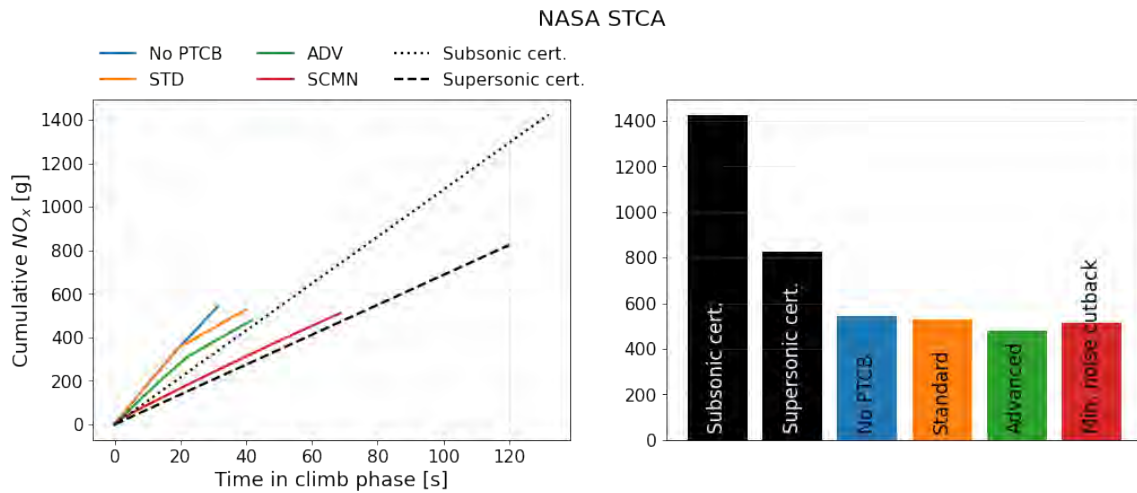 NASA STCA
No PTCB
ADV
Subsonic cert.
STD
SCMN
Supersonic cert.
Cumulative NOx [g]
1400
1200
1000
800
600
400
200
0
0 20 40 60 80 100 120
Time in climb phase [s]
1400
1200
1000
800
600
400
200
0
Subsonic cert.
Supersonic cert.
No PTCB
Standard
Advanced
Min. noise cutback